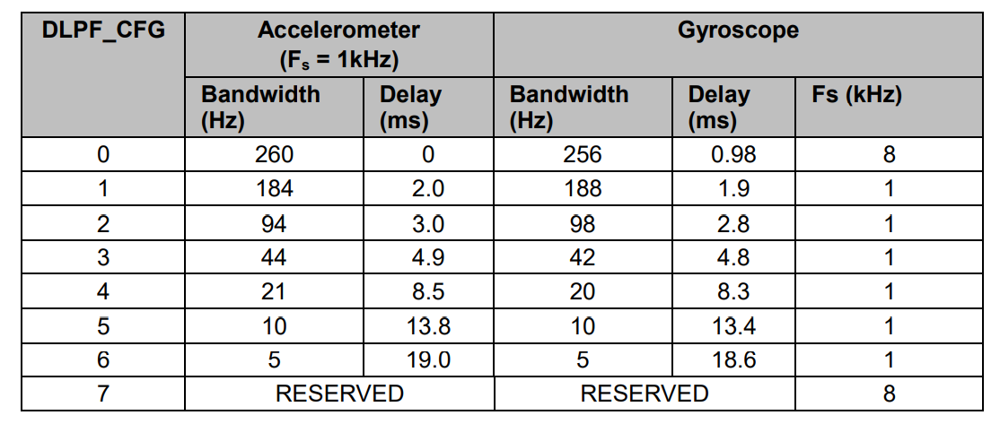 DLPF_CFG Accelerometer Gyroscope
(Fs = 1kHz)
Bandwidth Delay Bandwidth Delay Fs (kHz)
(Hz) (ms) (Hz) (ms)
0 260 0 256 0.98 8
1 184 2.0 188 1.9 1
2 94 3.0 98 2.8 1
3 44 4.9 42 4.8 1
4 21 8.5 20 8.3 1
5 10 13.8 10 13.4 1
6 5 19.0 5 18.6 1
7 RESERVED RESERVED 8